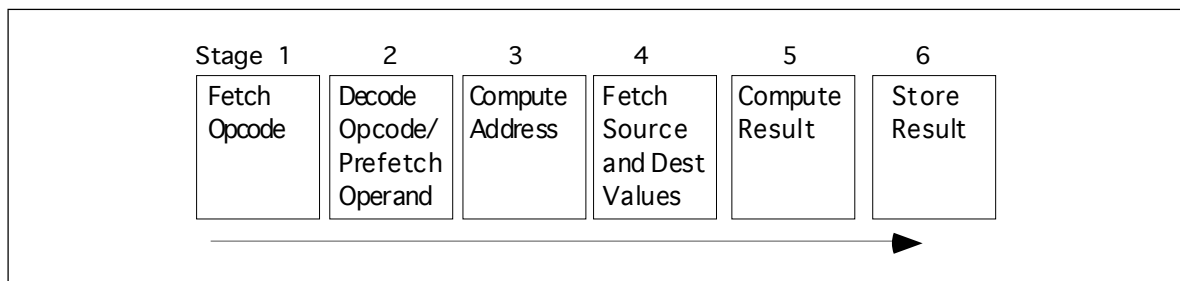 Stage 1 2 3 4 5 6
Fetch
Opcode
Decode
Opcode/
Prefetch
Operand
Compute
Address
Fetch
Source
and Dest
Values
Compute
Result
Store
Result